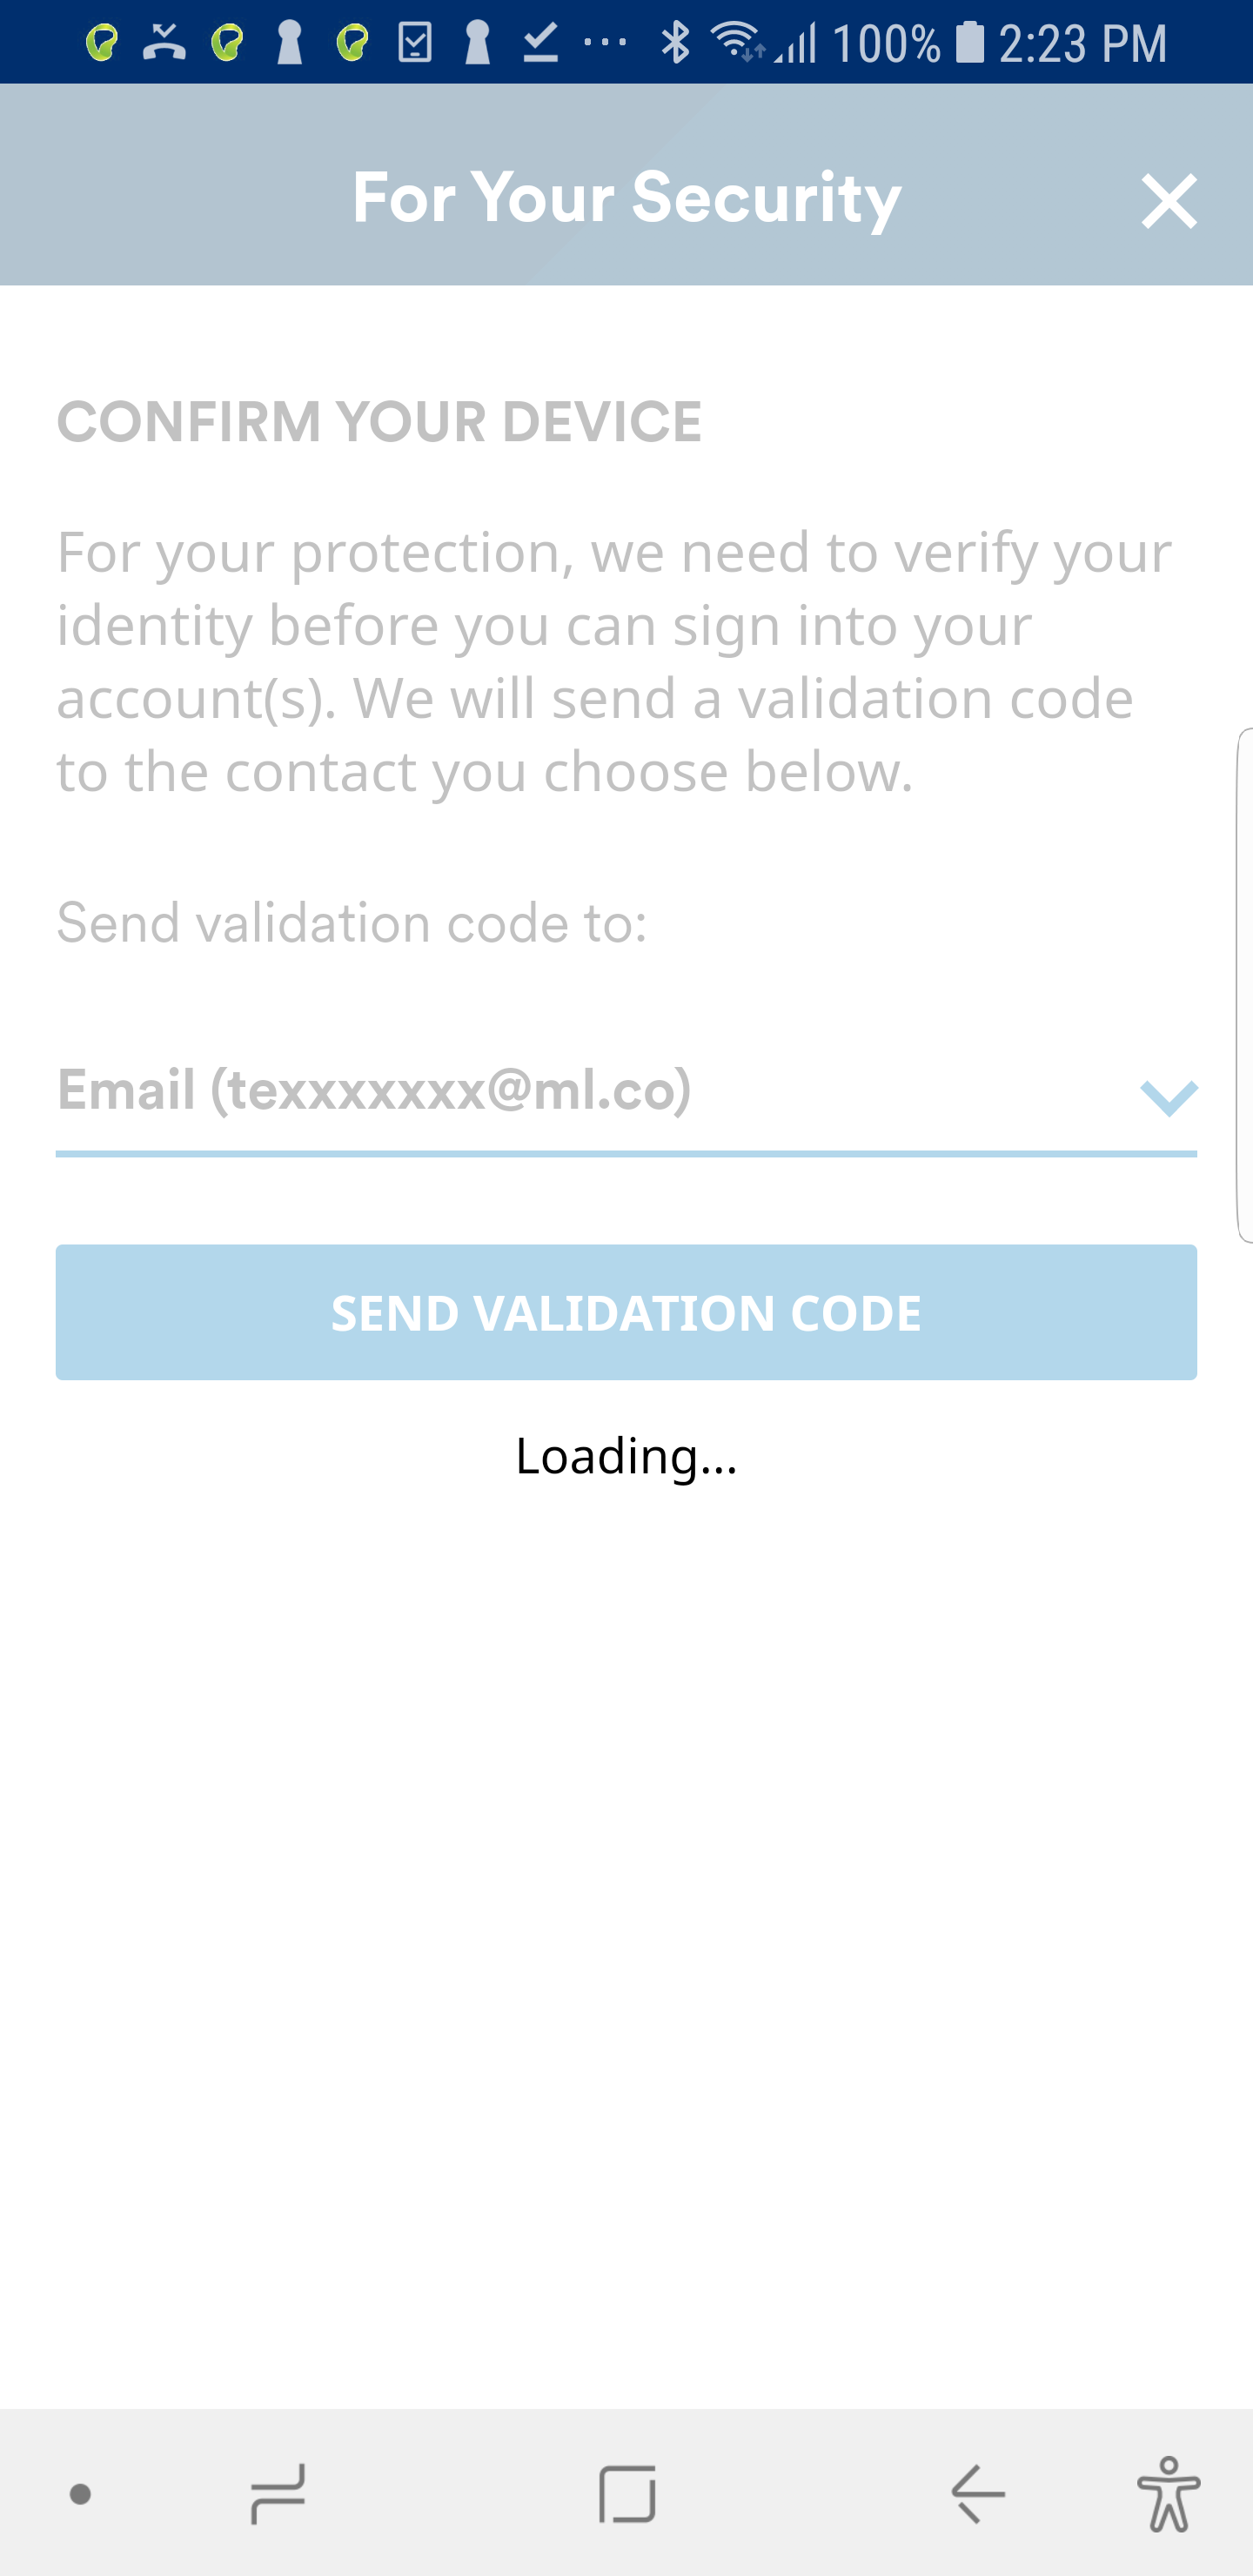 100% 2:23 PM
For Your Security
CONFIRM YOUR DEVICE
For your protection, we need to verify your
identity before you can sign into your
account(s). We will send a validation code
to the contact you choose below.
Send validation code to:
Email (texxxxxxx@ml.co)
SEND VALIDATION CODE
Loading...